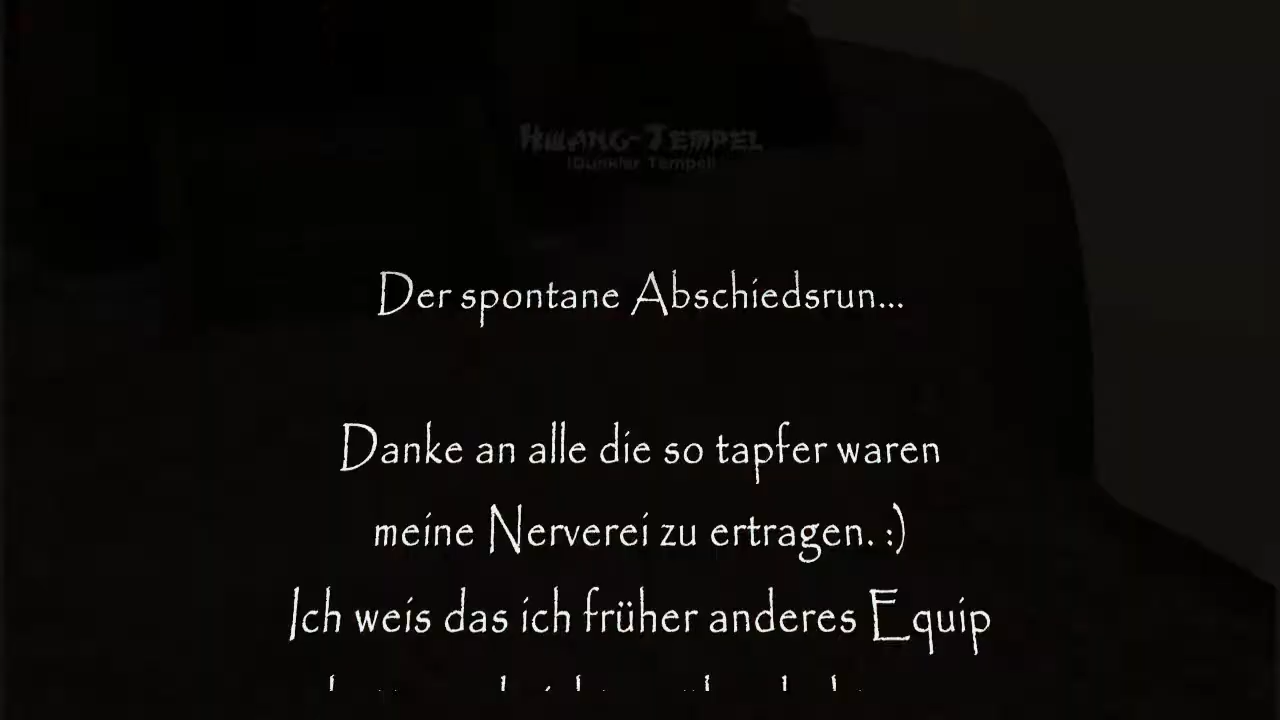 Hwang-Tempel
(Dunkler Tempel)
Der spontane Abschiedsrun...
Danke an alle die so tapfer waren
meine Nerverei zu ertragen. :)
Ich weis das ich früher anderes Equip